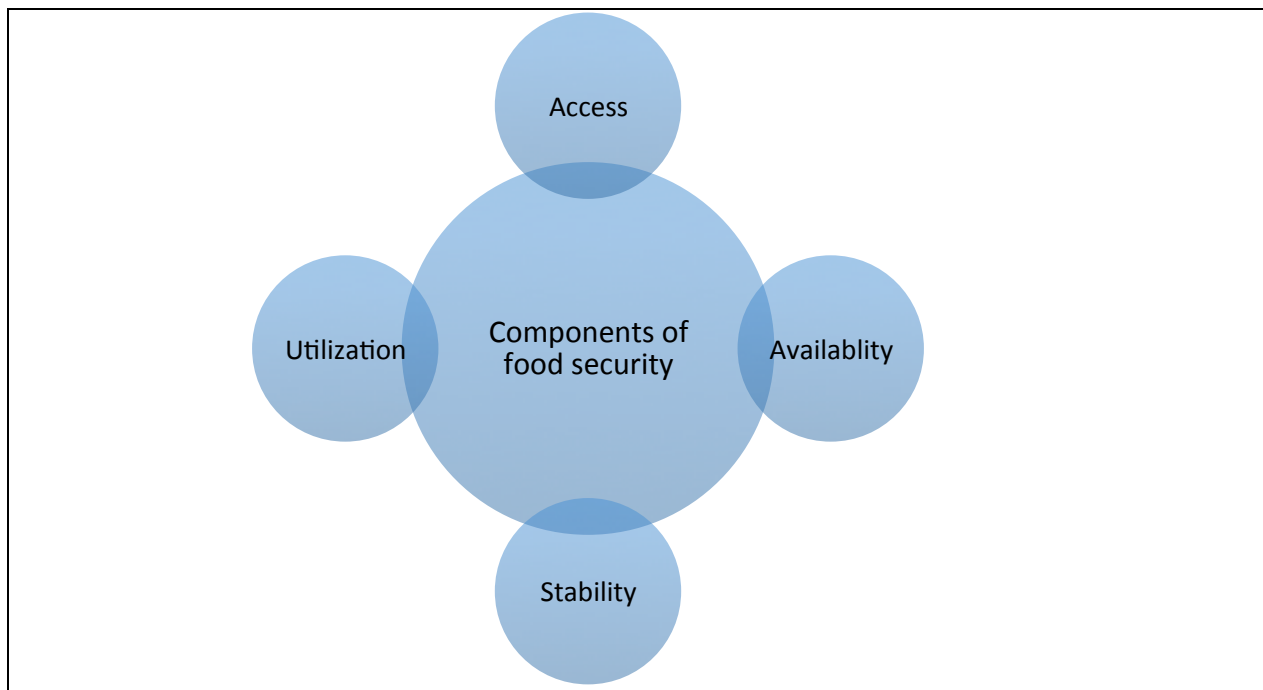 Access
Utilization
Components of
food security
Availablity
Stability